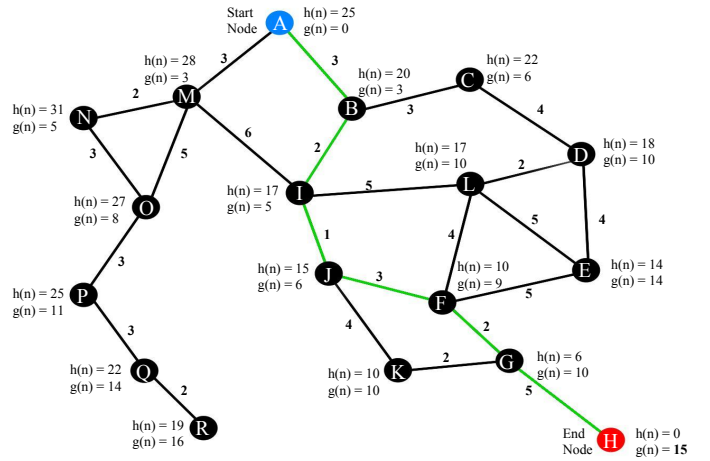 Start
Node
A
h(n) = 25
g(n) = 0
3
3
h(n) = 28
g(n) = 3
M
2
h(n) = 31
g(n) = 5
N
3
5
6
h(n) = 20
g(n) = 3
B
3
C
h(n) = 22
g(n) = 6
4
D
h(n) = 18
g(n) = 10
2
h(n) = 17
g(n) = 10
L
2
h(n) = 17
g(n) = 5
I
5
h(n) = 27
g(n) = 8
O
3
1
4
5
4
h(n) = 15
g(n) = 6
J
3
h(n) = 10
g(n) = 9
F
5
E
h(n) = 14
g(n) = 14
h(n) = 25
g(n) = 11
P
3
4
2
h(n) = 22
g(n) = 14
Q
2
h(n) = 10
g(n) = 10
K
2
G
h(n) = 6
g(n) = 10
5
h(n) = 19
g(n) = 16
R
End
Node
H
h(n) = 0
g(n) = 15